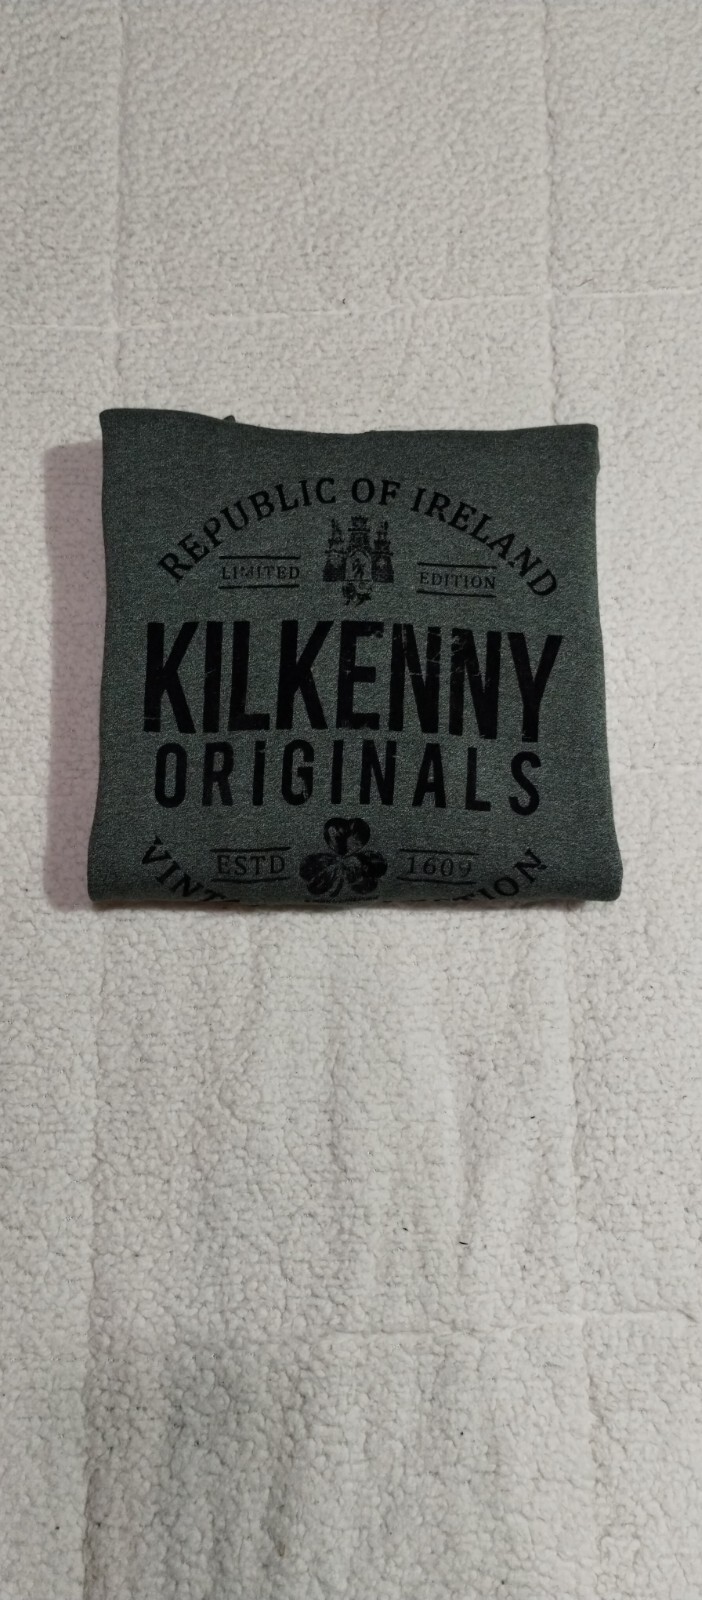 REPUBLIC OF IRELAND
LIMITED EDITION
KILKENNY
ORIGINALS
ESTD 1609